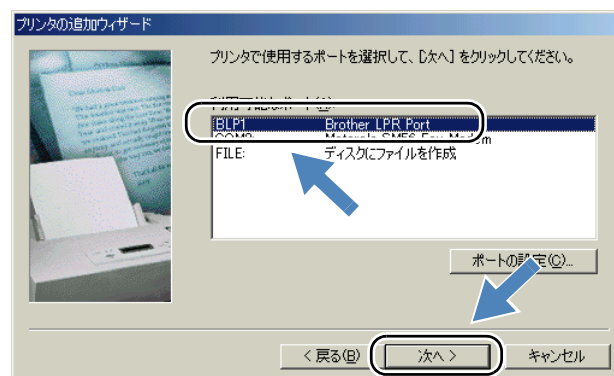 プリンタの追加ウィザード
プリンタで使用するポートを選択して、[次へ] をクリックしてください。
BLP1 Brother LPR Port
FILE: ディスクにファイルを作成
ポートの設定(C)...
< 戻る(B) 次へ > キャンセル